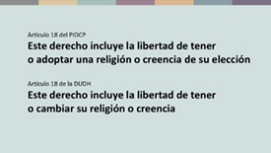 Artículo 18 del PIDCP
Este derecho incluye la libertad de tener
o adoptar una religión o creencia de su elección
Artículo 18 de la DUDH
Este derecho incluye la libertad de tener
o cambiar su religión o creencia